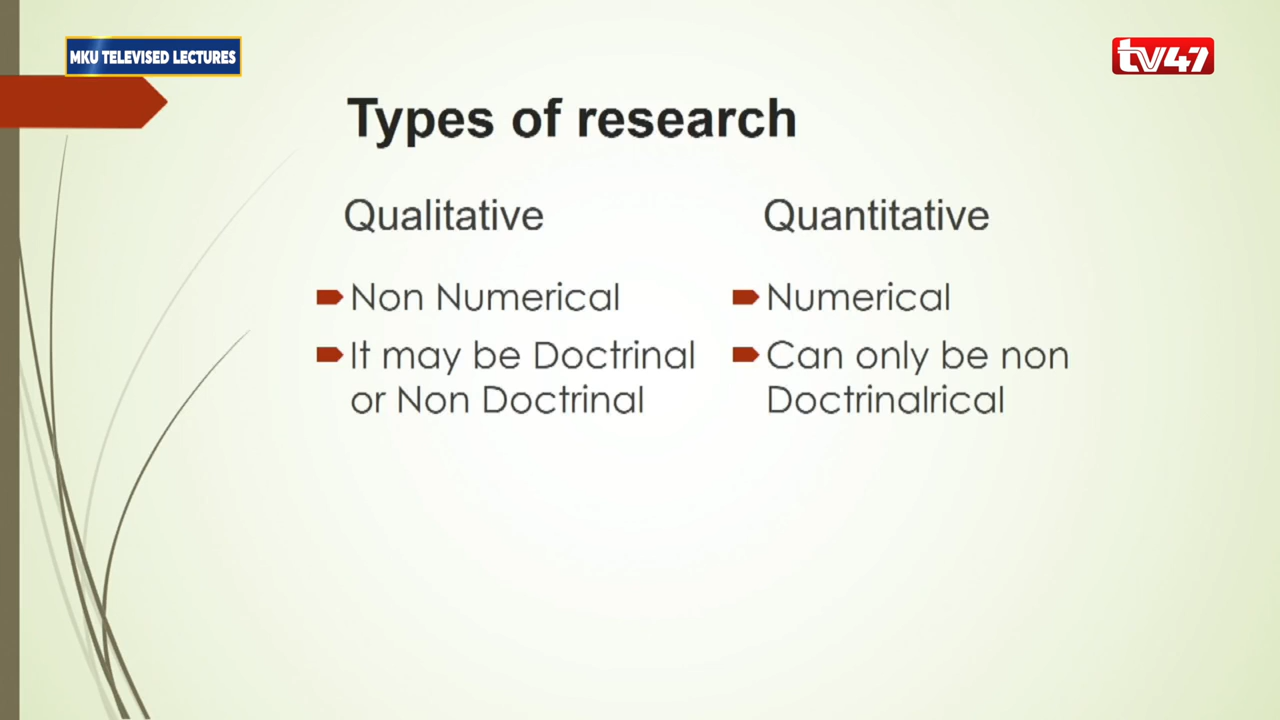 MKU TELEVISED LECTURES
tv47
Types of research
Qualitative
Non Numerical
It may be Doctrinal
or Non Doctrinal
Quantitative
Numerical
Can only be non
Doctrinalrical